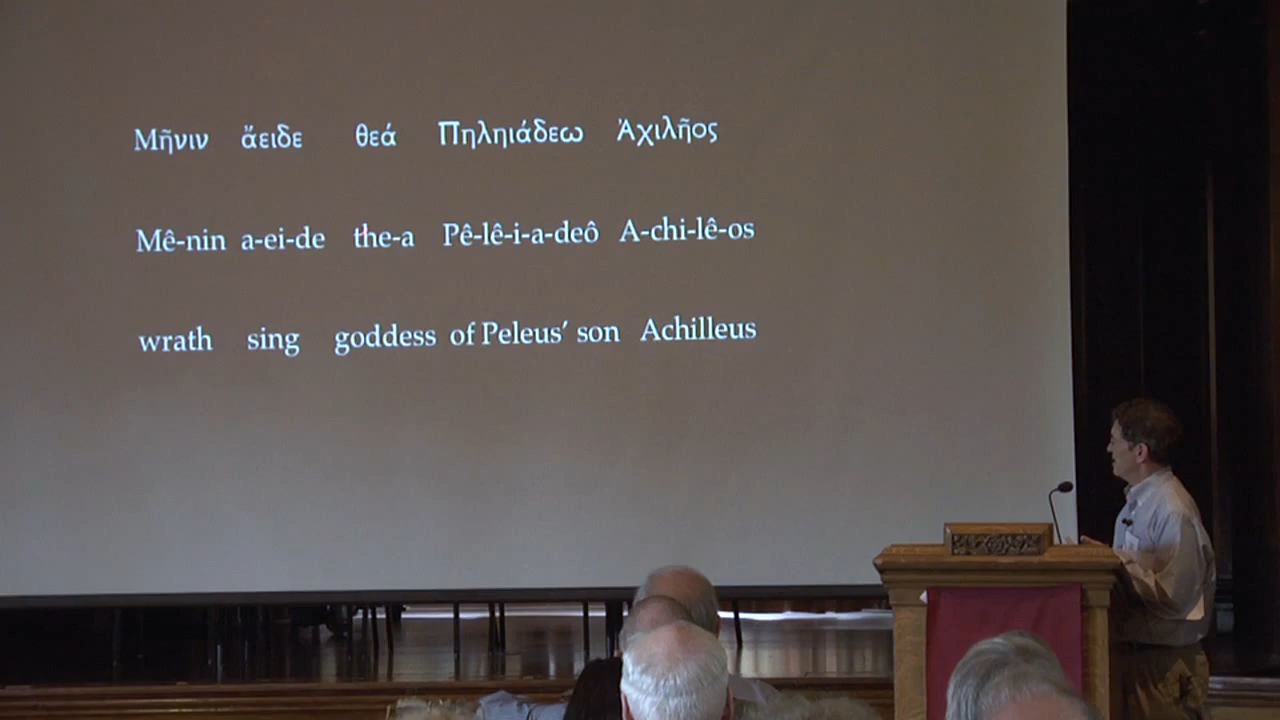 Μῆνιν ἄειδε θεά Πηληιάδεω Ἀχιλῆος
Mê-nin a-ei-de the-a Pê-lê-i-a-deô A-chi-lê-os
wrath sing goddess of Peleus’ son Achilleus